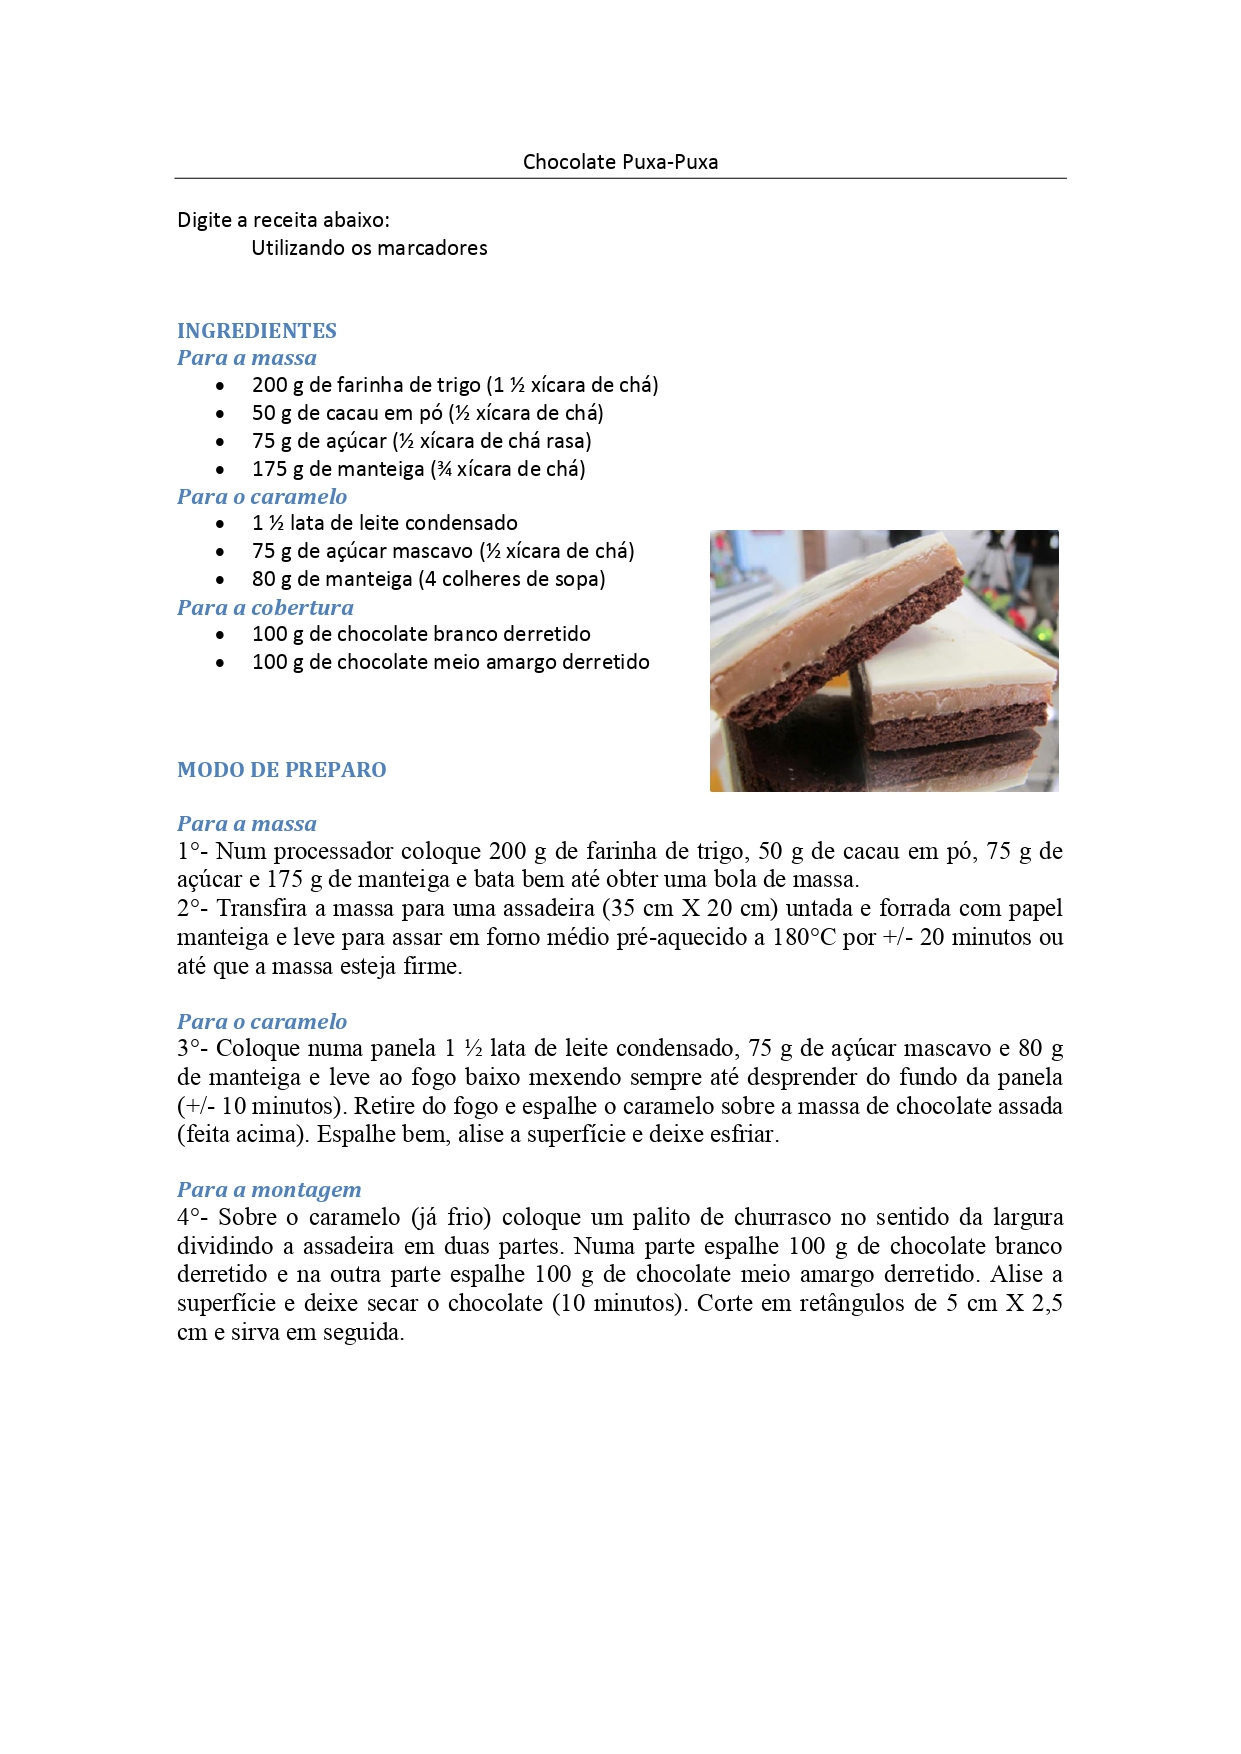 Chocolate Puxa-Puxa
Digite a receita abaixo:
Utilizando os marcadores
INGREDIENTES
Para a massa
• 200 g de farinha de trigo (1 ½ xícara de chá)
• 50 g de cacau em pó (½ xícara de chá)
• 75 g de açúcar (½ xícara de chá rasa)
• 175 g de manteiga (¾ xícara de chá)
Para o caramelo
• 1 ½ lata de leite condensado
• 75 g de açúcar mascavo (½ xícara de chá)
• 80 g de manteiga (4 colheres de sopa)
Para a cobertura
• 100 g de chocolate branco derretido
• 100 g de chocolate meio amargo derretido
MODO DE PREPARO
Para a massa
1°- Num processador coloque 200 g de farinha de trigo, 50 g de cacau em pó, 75 g de
açúcar e 175 g de manteiga e bata bem até obter uma bola de massa.
2°- Transfira a massa para uma assadeira (35 cm X 20 cm) untada e forrada com papel
manteiga e leve para assar em forno médio pré-aquecido a 180°C por +/- 20 minutos ou
até que a massa esteja firme.
Para o caramelo
3°- Coloque numa panela 1 ½ lata de leite condensado, 75 g de açúcar mascavo e 80 g
de manteiga e leve ao fogo baixo mexendo sempre até desprender do fundo da panela
(+/- 10 minutos). Retire do fogo e espalhe o caramelo sobre a massa de chocolate assada
(feita acima). Espalhe bem, alise a superfície e deixe esfriar.
Para a montagem
4°- Sobre o caramelo (já frio) coloque um palito de churrasco no sentido da largura
dividindo a assadeira em duas partes. Numa parte espalhe 100 g de chocolate branco
derretido e na outra parte espalhe 100 g de chocolate meio amargo derretido. Alise a
superfície e deixe secar o chocolate (10 minutos). Corte em retângulos de 5 cm X 2,5
cm e sirva em seguida.